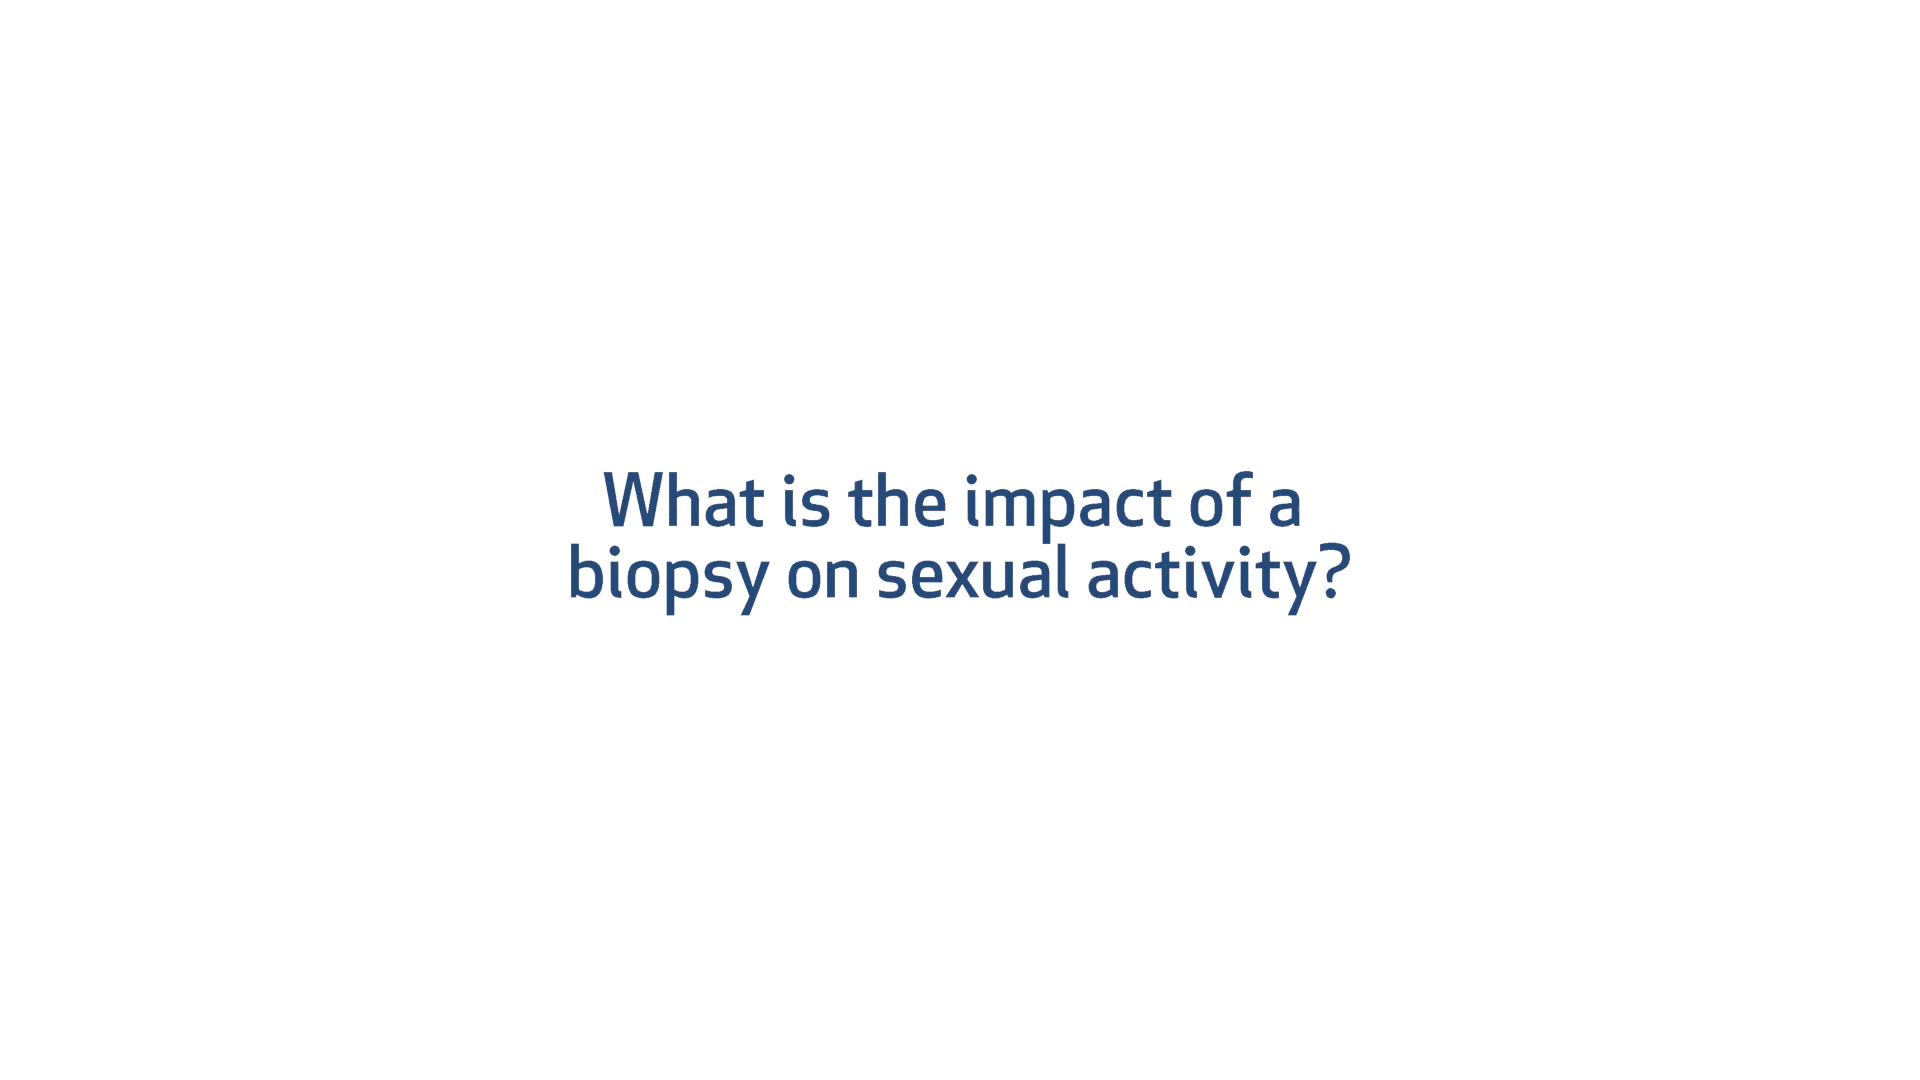 What is the impact of a
biopsy on sexual activity?